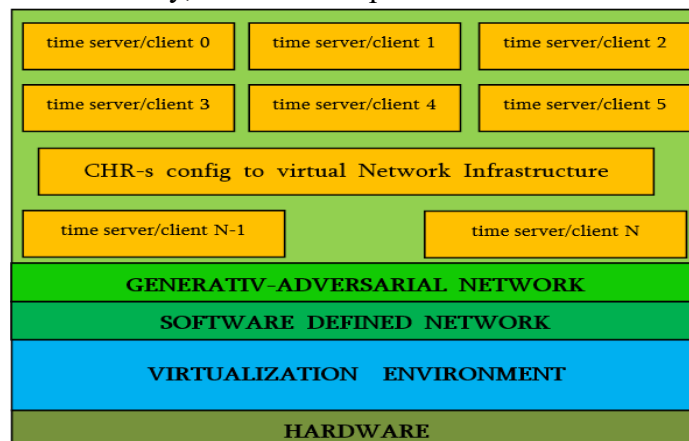 time server/client 0
time server/client 1
time server/client 2
time server/client 3
time server/client 4
time server/client 5
CHR-s config to virtual Network Infrastructure
time server/client N-1
time server/client N
GENERATIV-ADVERSARIAL NETWORK
SOFTWARE DEFINED NETWORK
VIRTUALIZATION ENVIRONMENT
HARDWARE